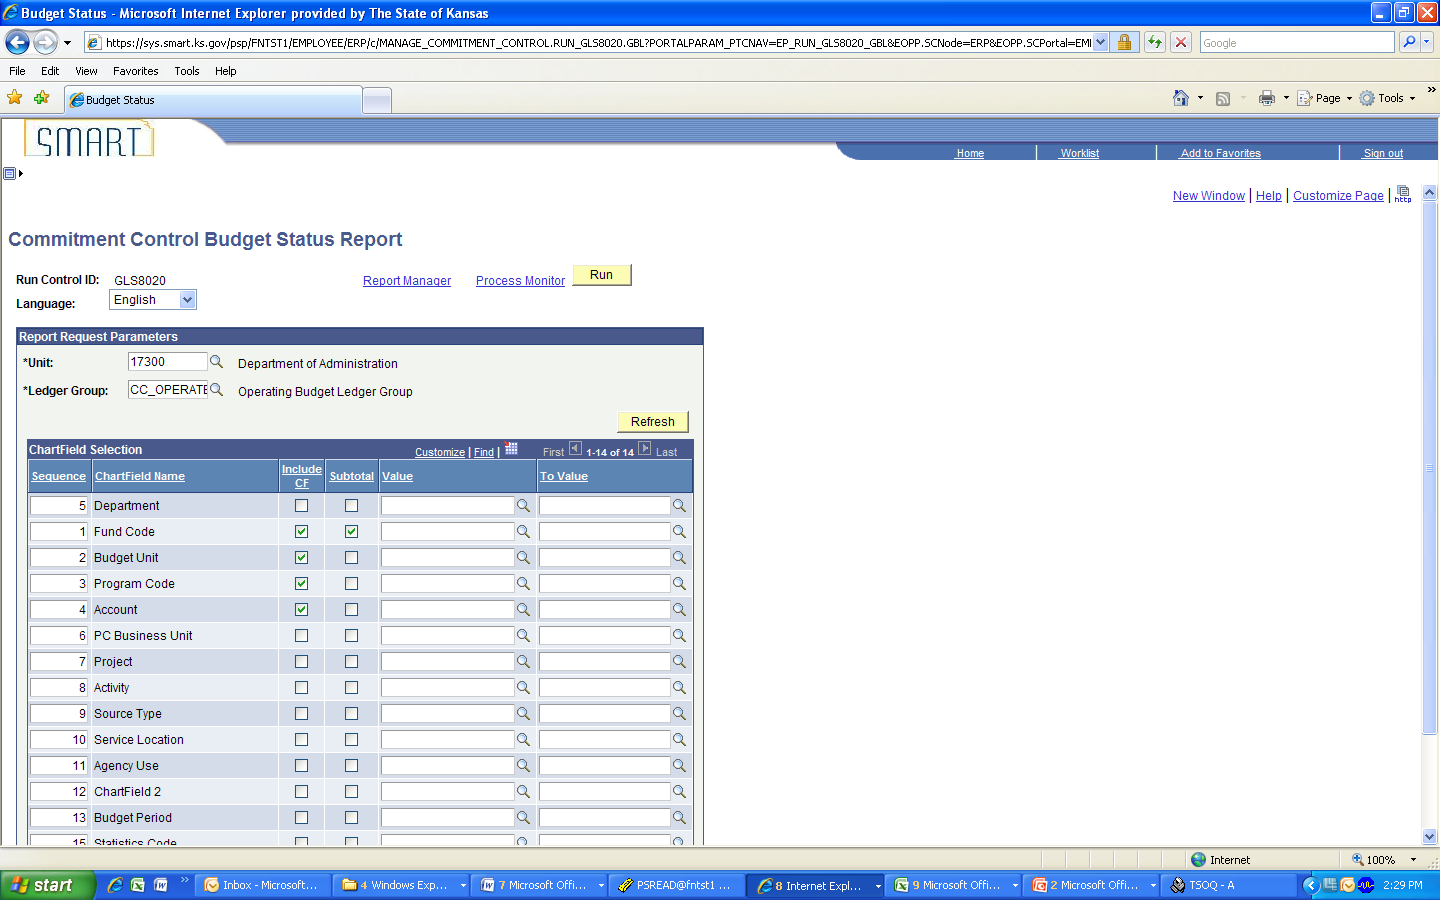 Budget Status - Microsoft Internet Explorer provided by The State of Kansas
https://sys.smart.ks.gov/psp/FNTST1/EMPLOYEE/ERP/c/MANAGE_COMMITMENT_CONTROL.RUN_GLS8020.GBL?PORTALPARAM_PTCNAV=EP_RUN_GLS8020_GBL&EOPP.SCNode=ERP&EOPP.SCPortal=EM
Google
File Edit View Favorites Tools Help
Budget Status
Page Tools
SMART
Home Worklist Add to Favorites Sign out
New Window | Help | Customize Page | http
Commitment Control Budget Status Report
Run Control ID: GLS8020 Report Manager Process Monitor Run
Language: English
Report Request Parameters
*Unit: 17300 Department of Administration
*Ledger Group: CC_OPERATE Operating Budget Ledger Group
Refresh
ChartField Selection Customize | Find | First 1-14 of 14 Last
Sequence ChartField Name Include CF Subtotal Value To Value
5 Department
1 Fund Code
2 Budget Unit
3 Program Code
4 Account
6 PC Business Unit
7 Project
8 Activity
9 Source Type
10 Service Location
11 Agency Use
12 ChartField 2
13 Budget Period
15 Statistics Code
Internet 100%
start Inbox - Microsoft... 4 Windows Exp... 7 Microsoft Offi... PSREAD@fntst1 ... 8 Internet Expl... 9 Microsoft Offi... 2 Microsoft Offi... TSOQ - A 2:29 PM